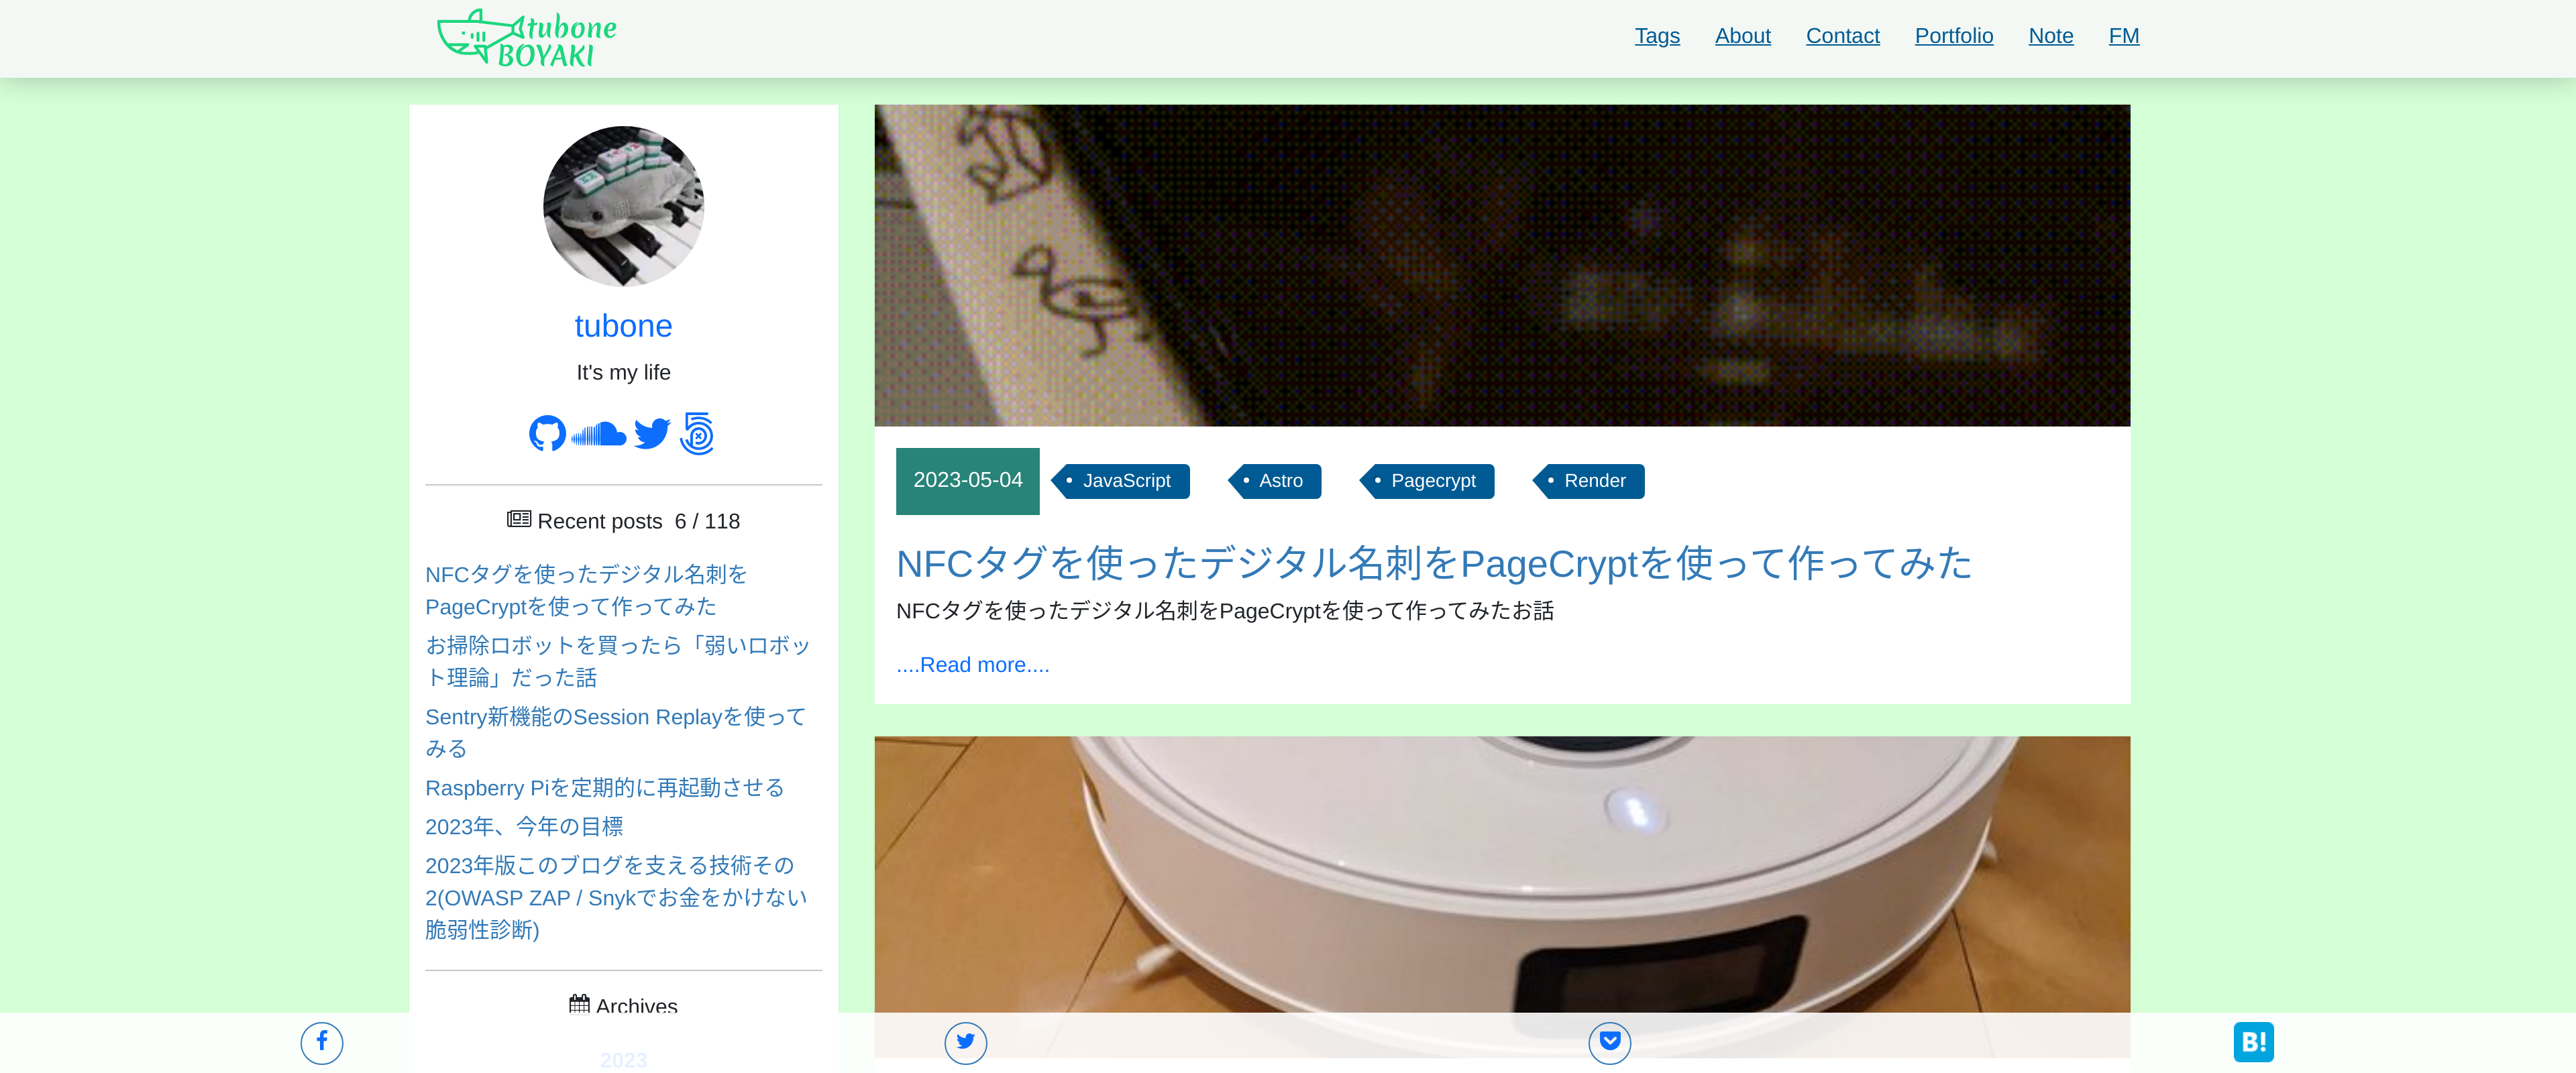 tubone
BOYAKI
Tags About Contact Portfolio Note FM
tubone
It's my life
Recent posts 6 / 118
NFCタグを使ったデジタル名刺を
PageCryptを使って作ってみた
お掃除ロボットを買ったら「弱いロボッ
ト理論」だった話
Sentry新機能のSession Replayを使って
みる
Raspberry Piを定期的に再起動させる
2023年、今年の目標
2023年版このブログを支える技術その
2(OWASP ZAP / Snykでお金をかけない
脆弱性診断)
Archives
2023
2023-05-04 JavaScript Astro Pagecrypt Render
NFCタグを使ったデジタル名刺をPageCryptを使って作ってみた
NFCタグを使ったデジタル名刺をPageCryptを使って作ってみたお話
....Read more....
B!